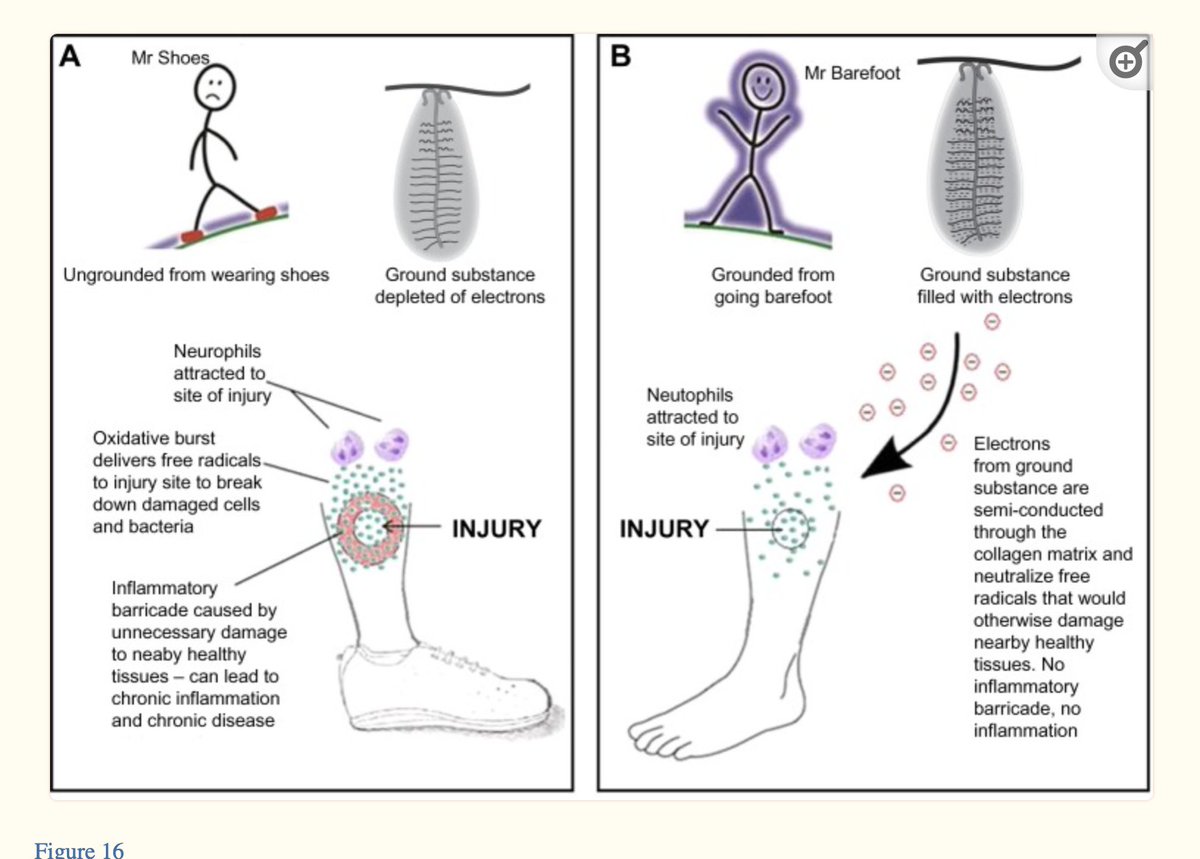 A
Mr Shoes
Ungrounded from wearing shoes
Ground substance
depleted of electrons
Neurophils
attracted to
site of injury
Oxidative burst
delivers free radicals
to injury site to break
down damaged cells
and bacteria
INJURY
Inflammatory
barricade caused by
unnecessary damage
to neaby healthy
tissues – can lead to
chronic inflammation
and chronic disease
B
Mr Barefoot
Grounded from
going barefoot
Ground substance
filled with electrons
Neutophils
attracted to
site of injury
INJURY
Electrons
from ground
substance are
semi-conducted
through the
collagen matrix and
neutralize free
radicals that would
otherwise damage
nearby healthy
tissues. No
inflammatory
barricade, no
inflammation
Figure 16